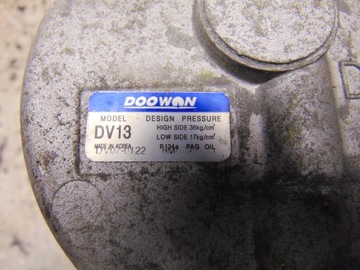 DOOWON
MODEL · DESIGN PRESSURE
DV13
HIGH SIDE 36kg/cm²
LOW SIDE 17kg/cm²
MADE IN KOREA
R134a PAG OIL